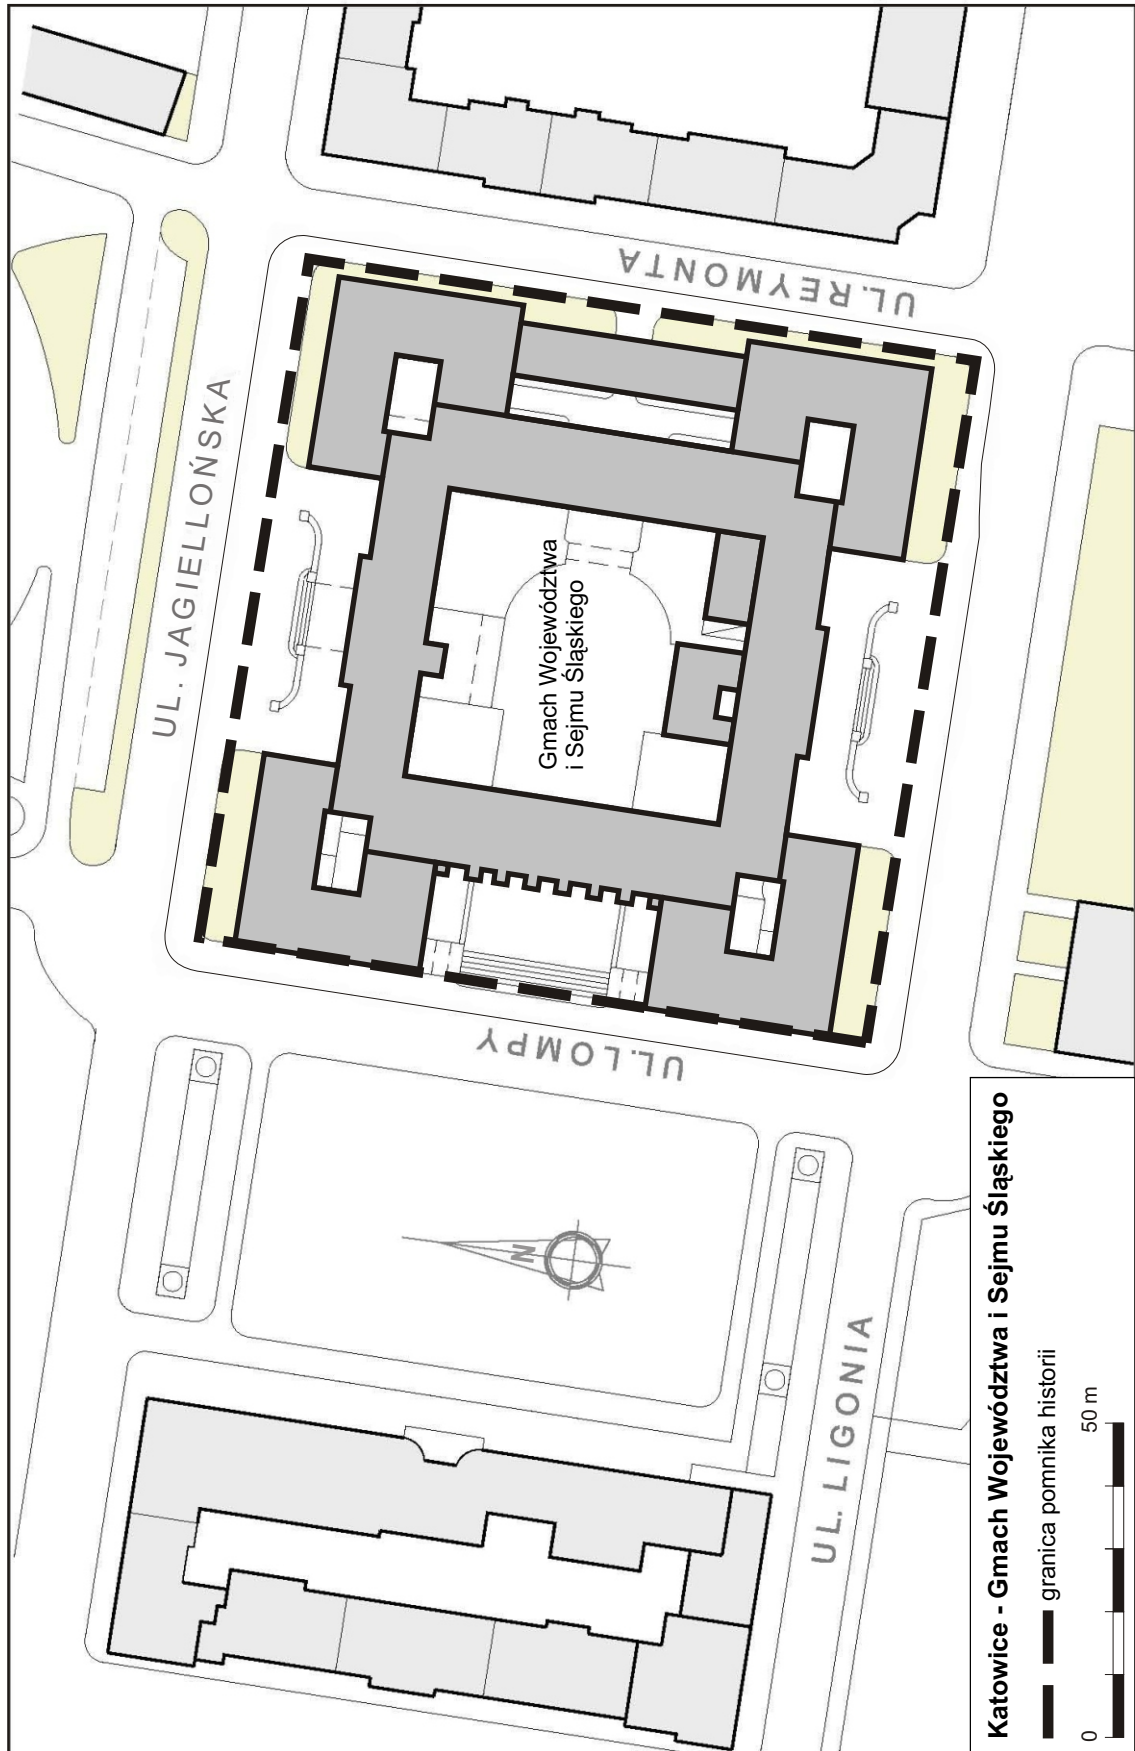 UL. JAGIELLOŃSKA
UL.REYMONTA
Gmach Województwa
i Sejmu Śląskiego
UL.LOMPY
N
UL. LIGONIA
Katowice - Gmach Województwa i Sejmu Śląskiego
granica pomnika historii
0
50 m